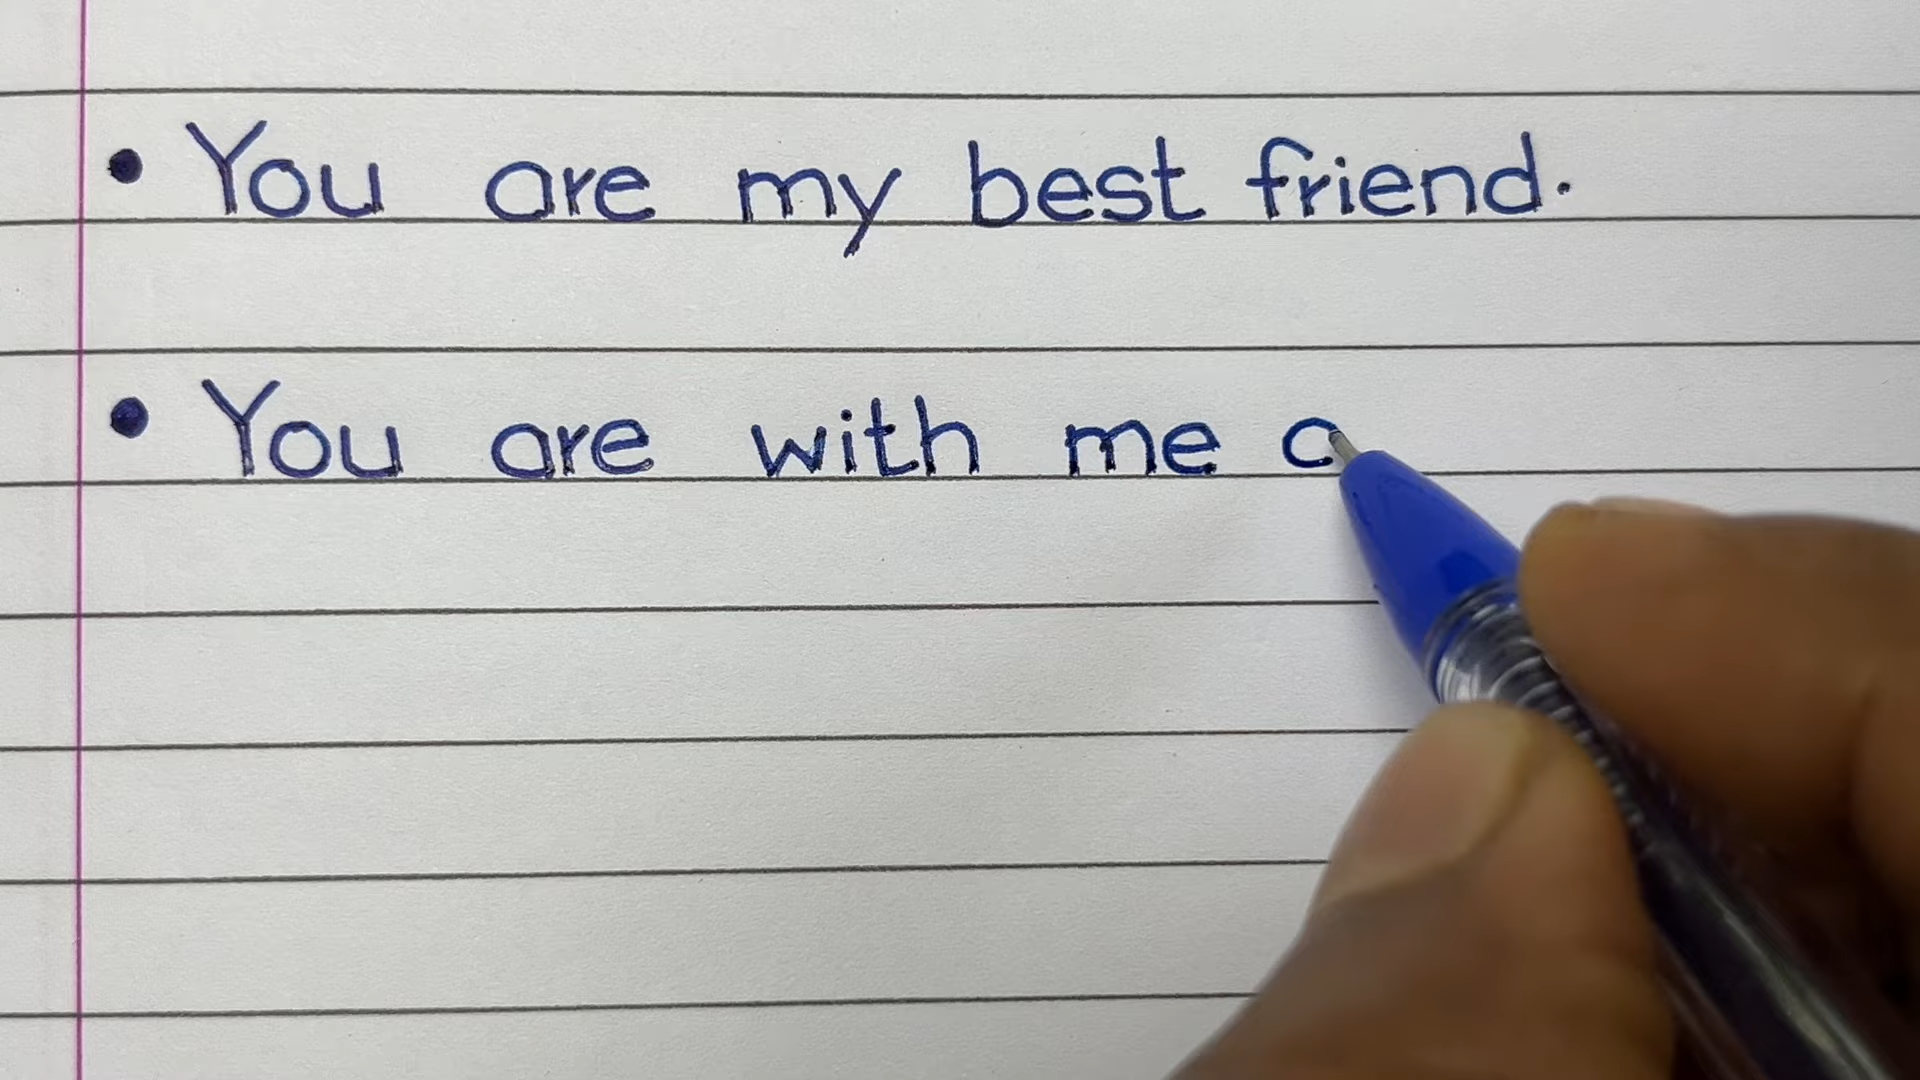 • You are my best friend.
• You are with me